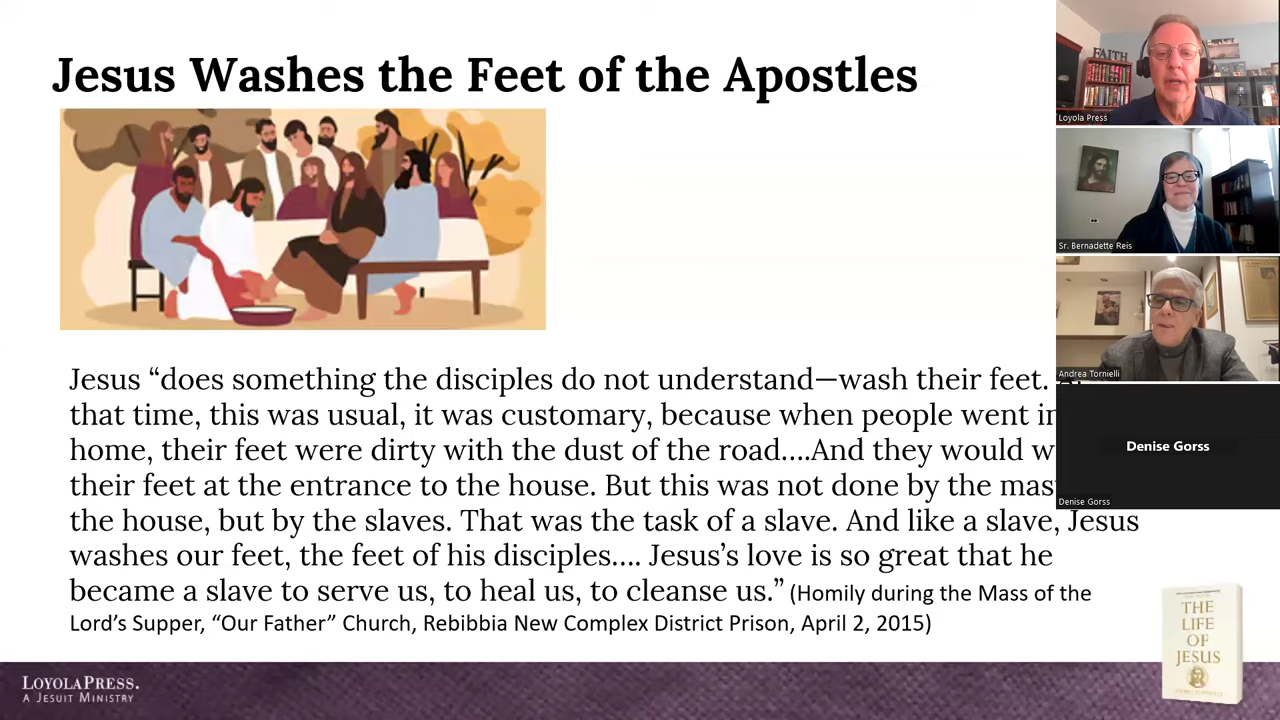 Jesus Washes the Feet of the Apostles
Jesus “does something the disciples do not understand—wash their feet.
that time, this was usual, it was customary, because when people went in
home, their feet were dirty with the dust of the road….And they would w
their feet at the entrance to the house. But this was not done by the mas
the house, but by the slaves. That was the task of a slave. And like a slave, Jesus
washes our feet, the feet of his disciples…. Jesus’s love is so great that he
became a slave to serve us, to heal us, to cleanse us.” (Homily during the Mass of the
Lord’s Supper, “Our Father” Church, Rebibbia New Complex District Prison, April 2, 2015)
LOYOLAPRESS.
A JESUIT MINISTRY
FAITH
Loyola Press
Sr. Bernadette Reis
Andrea Tornielli
Denise Gorss
Denise Gorss
THE
LIFE
OF
JESUS